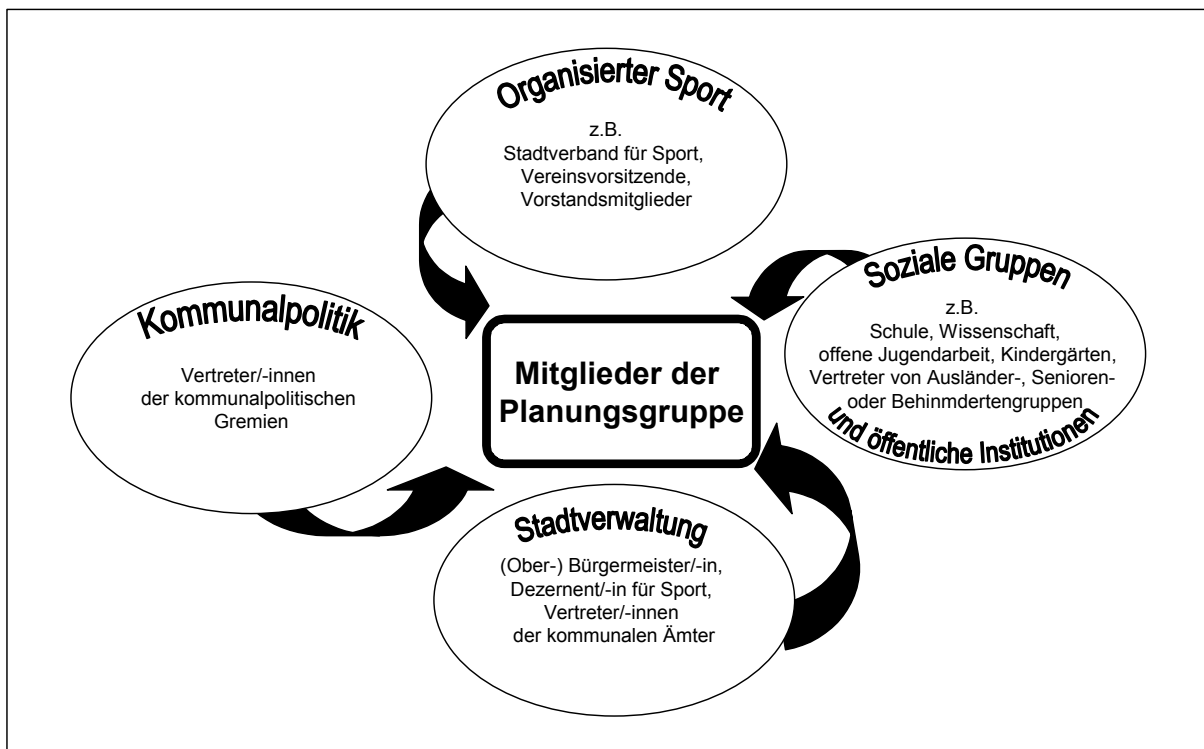 Organisierter Sport
z.B.
Stadtverband für Sport,
Vereinsvorsitzende,
Vorstandsmitglieder
Soziale Gruppen
z.B.
Schule, Wissenschaft,
offene Jugendarbeit, Kindergärten,
Vertreter von Ausländer-, Senioren-
oder Behinmdertengruppen
und öffentliche Institutionen
Kommunalpolitik
Vertreter/-innen
der kommunalpolitischen
Gremien
Mitglieder der
Planungsgruppe
Stadtverwaltung
(Ober-) Bürgermeister/-in,
Dezernent/-in für Sport,
Vertreter/-innen
der kommunalen Ämter